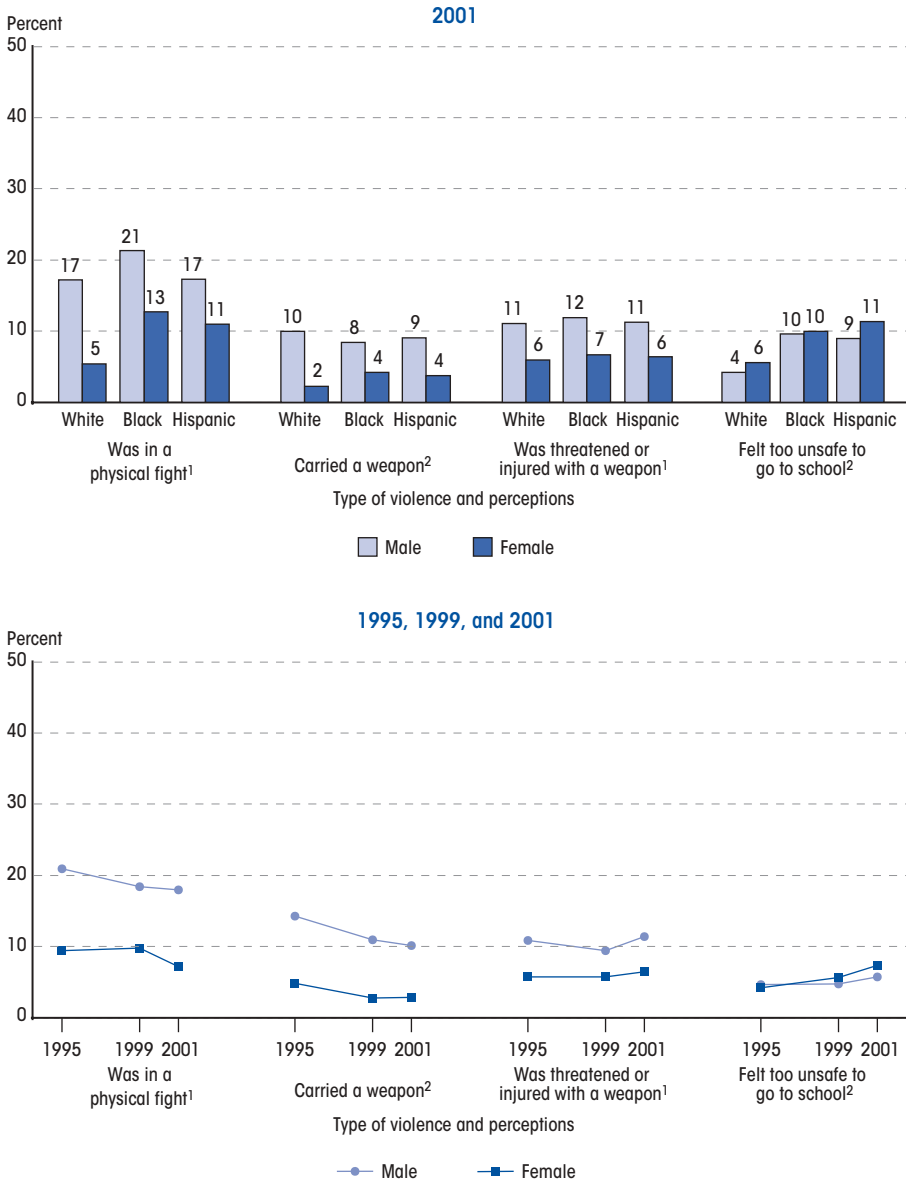 2001
Percent
50
40
30
20
10
0
17 5 21 13 17 11
10 2 8 4 9 4
11 6 12 7 11 6
4 6 10 10 9 11
White Black Hispanic White Black Hispanic White Black Hispanic White Black Hispanic
Was in a
physical fight1
Carried a weapon2
Was threatened or
injured with a weapon1
Felt too unsafe to
go to school2
Type of violence and perceptions
Male Female
1995, 1999, and 2001
Percent
50
40
30
20
10
0
1995 1999 2001 1995 1999 2001 1995 1999 2001 1995 1999 2001
Was in a
physical fight1
Carried a weapon2
Was threatened or
injured with a weapon1
Felt too unsafe to
go to school2
Type of violence and perceptions
Male Female